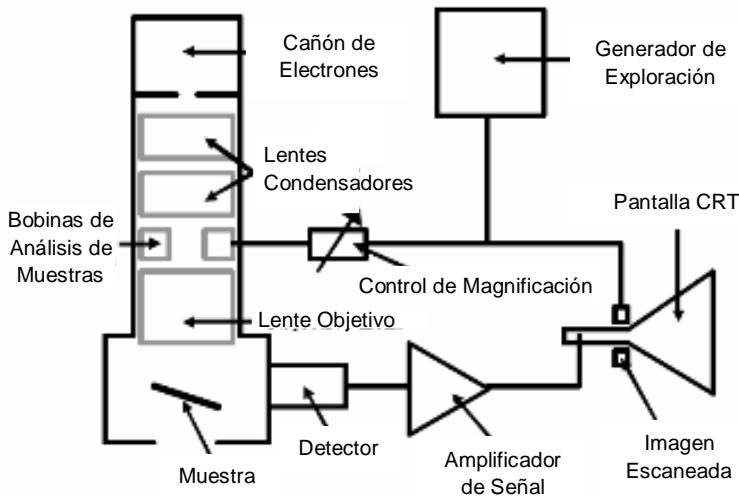 Cañón de
Electrones
Generador de
Exploración
Lentes
Condensadores
Pantalla CRT
Bobinas de
Análisis de
Muestras
Control de Magnificación
Lente Objetivo
Detector
Muestra
Amplificador
de Señal
Imagen
Escaneada